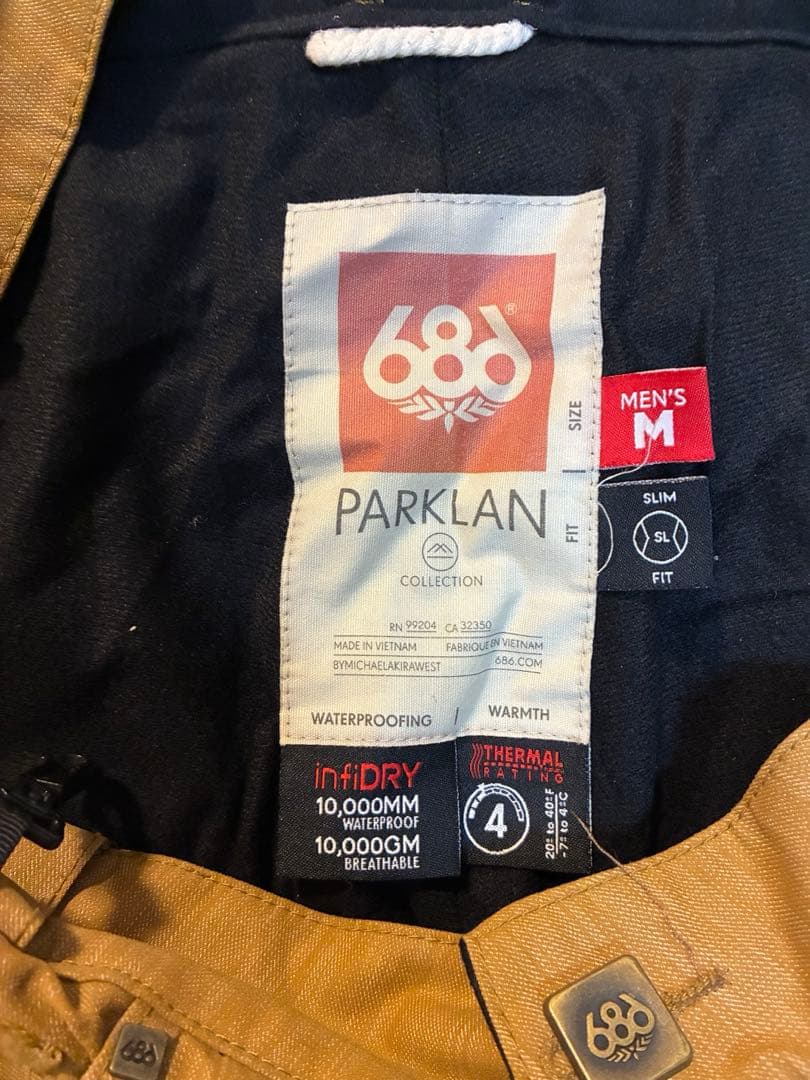 686®
SIZE
MEN'S
M
PARKLAN
COLLECTION
FIT
SLIM
SL
FIT
RN 99204 CA 32350
MADE IN VIETNAM FABRIQUE EN VIETNAM
BYMICHAELAKIRAWEST 686.COM
WATERPROOFING / WARMTH
infiDRY
10,000MM
WATERPROOF
10,000GM
BREATHABLE
THERMAL
RATING
4
20° to 40°F
-7° to 4°C
686
686